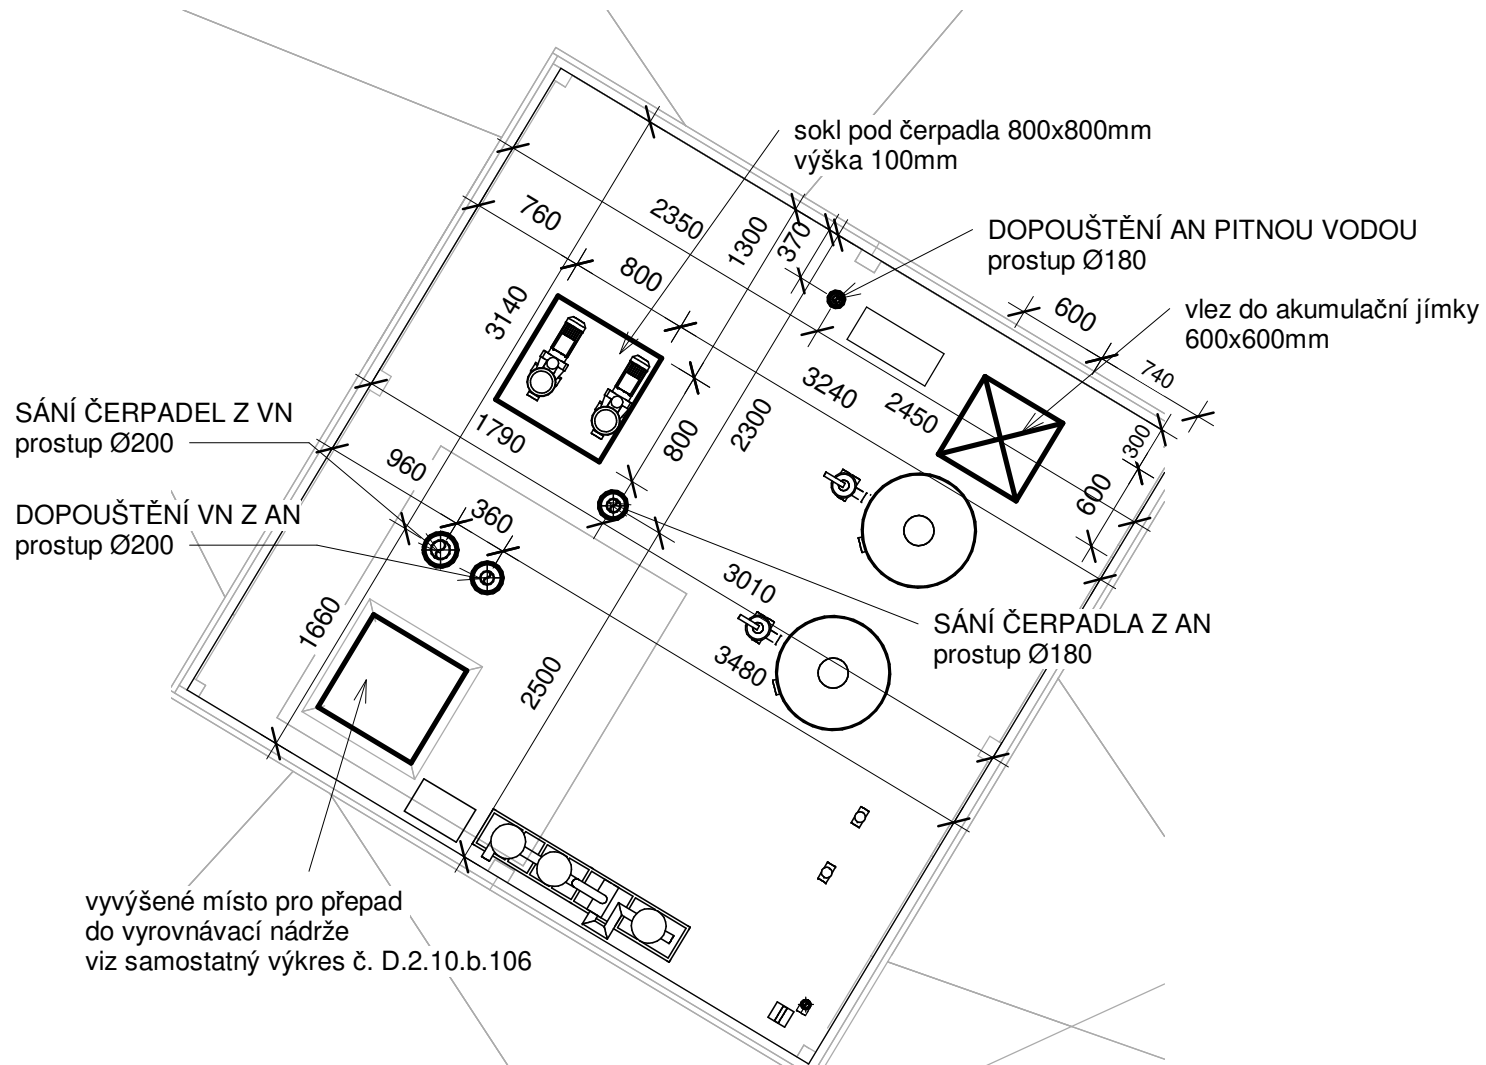 sokl pod čerpadla 800x800mm
výška 100mm
DOPOUŠTĚNÍ AN PITNOU VODOU
prostup Ø180
vlez do akumulační jímky
600x600mm
SÁNÍ ČERPADEL Z VN
prostup Ø200
DOPOUŠTĚNÍ VN Z AN
prostup Ø200
SÁNÍ ČERPADLA Z AN
prostup Ø180
vyvýšené místo pro přepad
do vyrovnávací nádrže
viz samostatný výkres č. D.2.10.b.106
760
2350
1300
370
800
3140
600
740
3240
2450
300
600
1790
800
2300
960
360
3010
3480
1660
2500